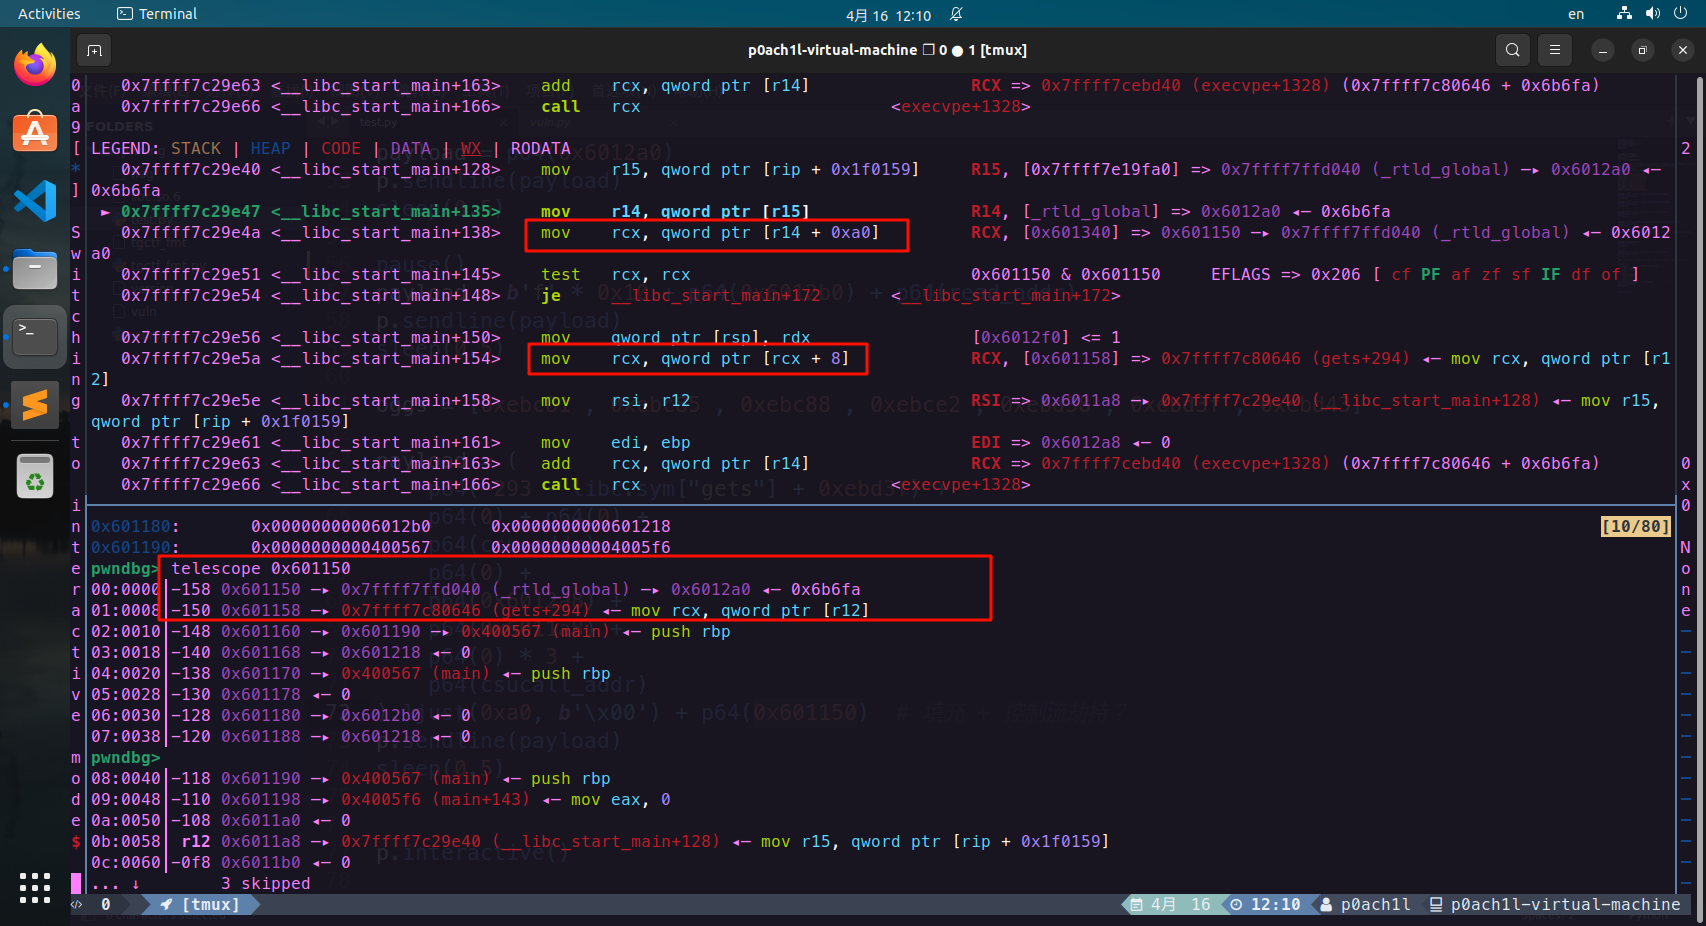 Activities Terminal 4月 16 12:10 en
p0ach1l-virtual-machine ❐ 0 ● 1 [tmux]
0 0x7ffff7c29e63 <__libc_start_main+163> add rcx, qword ptr [r14] RCX => 0x7ffff7cebd40 (execvpe+1328) (0x7ffff7c80646 + 0x6b6fa)
a 0x7ffff7c29e66 <__libc_start_main+166> call rcx <execvpe+1328>
9
[ LEGEND: STACK | HEAP | CODE | DATA | WX | RODATA 2
* 0x7ffff7c29e40 <__libc_start_main+128> mov r15, qword ptr [rip + 0x1f0159] R15, [0x7ffff7e19fa0] => 0x7ffff7ffd040 (_rtld_global) —▸ 0x6012a0 ◂—
] 0x6b6fa
► 0x7ffff7c29e47 <__libc_start_main+135> mov r14, qword ptr [r15] R14, [_rtld_global] => 0x6012a0 ◂— 0x6b6fa
S 0x7ffff7c29e4a <__libc_start_main+138> mov rcx, qword ptr [r14 + 0xa0] RCX, [0x601340] => 0x601150 —▸ 0x7ffff7ffd040 (_rtld_global) ◂— 0x6012
w a0
i 0x7ffff7c29e51 <__libc_start_main+145> test rcx, rcx 0x601150 & 0x601150 EFLAGS => 0x206 [ cf PF af zf sf IF df of ]
t 0x7ffff7c29e54 <__libc_start_main+148> je __libc_start_main+172 <__libc_start_main+172>
c
h 0x7ffff7c29e56 <__libc_start_main+150> mov qword ptr [rsp], rdx [0x6012f0] <= 1
i 0x7ffff7c29e5a <__libc_start_main+154> mov rcx, qword ptr [rcx + 8] RCX, [0x601158] => 0x7ffff7c80646 (gets+294) ◂— mov rcx, qword ptr [r1
n 2]
g 0x7ffff7c29e5e <__libc_start_main+158> mov rsi, r12 RSI => 0x6011a8 —▸ 0x7ffff7c29e40 (__libc_start_main+128) ◂— mov r15,
qword ptr [rip + 0x1f0159]
t 0x7ffff7c29e61 <__libc_start_main+161> mov edi, ebp EDI => 0x6012a8 ◂— 0
o 0x7ffff7c29e63 <__libc_start_main+163> add rcx, qword ptr [r14] RCX => 0x7ffff7cebd40 (execvpe+1328) (0x7ffff7c80646 + 0x6b6fa) 0
0x7ffff7c29e66 <__libc_start_main+166> call rcx <execvpe+1328> x
i 0
n 0x601180: 0x00000000006012b0 0x0000000000601218 [10/80]
t 0x601190: 0x0000000000400567 0x00000000004005f6 N
e pwndbg> telescope 0x601150 o
r 00:0000│-158 0x601150 —▸ 0x7ffff7ffd040 (_rtld_global) —▸ 0x6012a0 ◂— 0x6b6fa n
a 01:0008│-150 0x601158 —▸ 0x7ffff7c80646 (gets+294) ◂— mov rcx, qword ptr [r12] e
c 02:0010│-148 0x601160 —▸ 0x601190 —▸ 0x400567 (main) ◂— push rbp
t 03:0018│-140 0x601168 —▸ 0x601218 ◂— 0
i 04:0020│-138 0x601170 —▸ 0x400567 (main) ◂— push rbp
v 05:0028│-130 0x601178 ◂— 0
e 06:0030│-128 0x601180 —▸ 0x6012b0 ◂— 0
07:0038│-120 0x601188 —▸ 0x601218 ◂— 0
m pwndbg>
o 08:0040│-118 0x601190 —▸ 0x400567 (main) ◂— push rbp
d 09:0048│-110 0x601198 —▸ 0x4005f6 (main+143) ◂— mov eax, 0
e 0a:0050│-108 0x6011a0 ◂— 0
$ 0b:0058│ r12 0x6011a8 —▸ 0x7ffff7c29e40 (__libc_start_main+128) ◂— mov r15, qword ptr [rip + 0x1f0159]
0c:0060│-0f8 0x6011b0 ◂— 0
... ↓ 3 skipped
0 [tmux] 4月 16 12:10 p0ach1l p0ach1l-virtual-machine